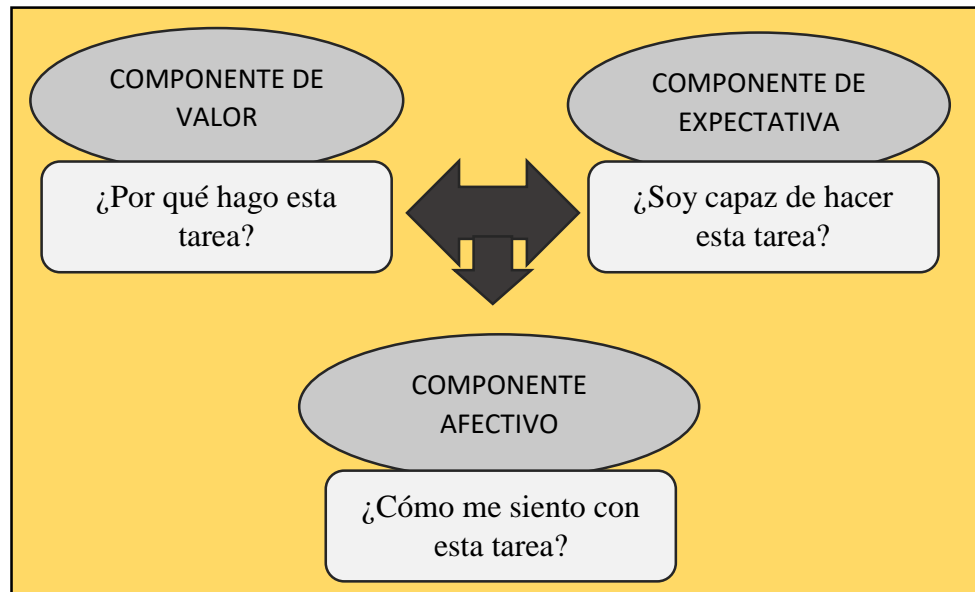 COMPONENTE DE
VALOR
¿Por qué hago esta
tarea?
COMPONENTE DE
EXPECTATIVA
¿Soy capaz de hacer
esta tarea?
COMPONENTE
AFECTIVO
¿Cómo me siento con
esta tarea?